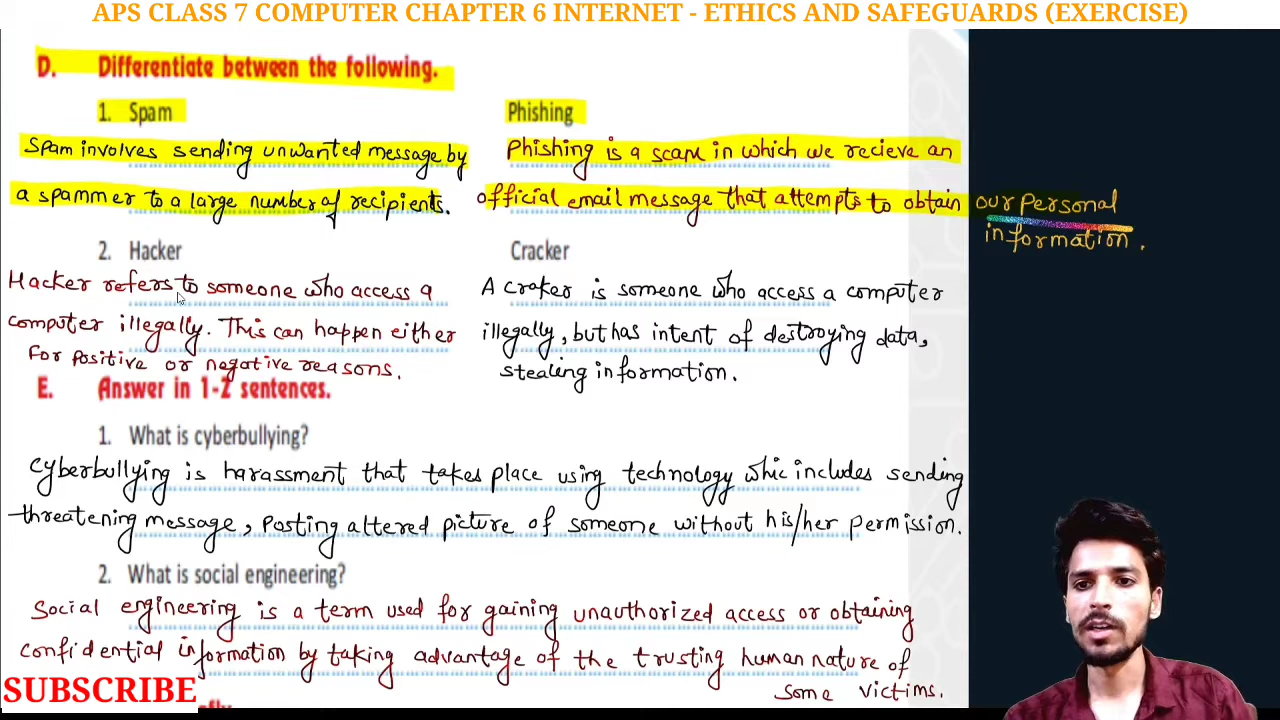 APS CLASS 7 COMPUTER CHAPTER 6 INTERNET - ETHICS AND SAFEGUARDS (EXERCISE)
D. Differentiate between the following.
1. Spam
Phishing
Spam involves sending unwanted message by
a spammer to a large number of recipients.
Phishing is a scam in which we recieve an
official email message that attempts to obtain our personal
information.
2. Hacker
Cracker
Hacker refers to someone who access a
computer illegally. This can happen either
for positive or negative reasons.
A craker is someone who access a computer
illegally, but has intent of destroying data,
stealing information.
E. Answer in 1-2 sentences.
1. What is cyberbullying?
Cyberbullying is harassment that takes place using technology whic includes sending
threatening message, Posting altered picture of someone without his/her permission.
2. What is social engineering?
Social engineering is a term used for gaining unauthorized access or obtaining
confidential information by taking advantage of the trusting human nature of
some victims.
SUBSCRIBE